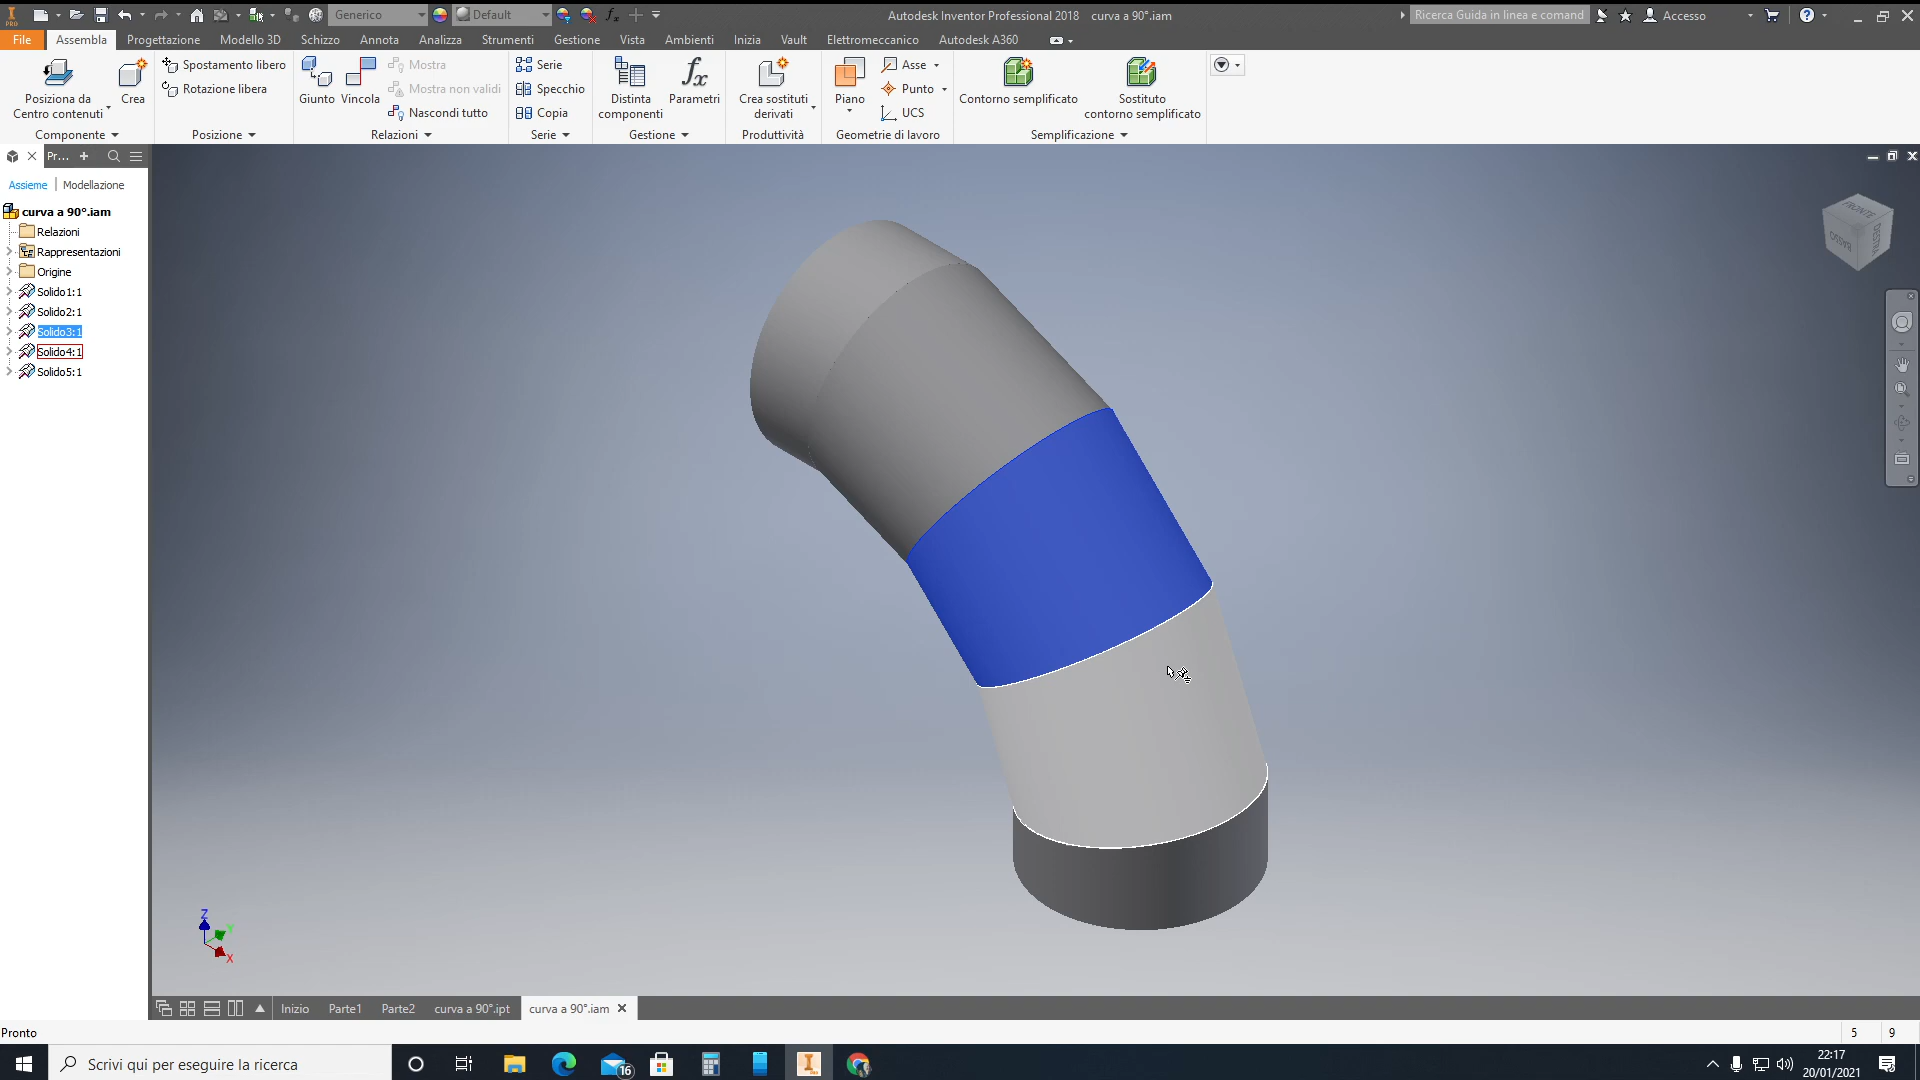 PRO Generico Default fx Autodesk Inventor Professional 2018 curva a 90°.iam Ricerca Guida in linea e comand Accesso
File Assembla Progettazione Modello 3D Schizzo Annota Analizza Strumenti Gestione Vista Ambienti Inizia Vault Elettromeccanico Autodesk A360
Posiziona da
Centro contenuti
Crea
Componente
Spostamento libero
Rotazione libera
Posizione
Giunto
Vincola
Mostra
Mostra non validi
Nascondi tutto
Relazioni
Serie
Specchio
Copia
Serie
Distinta
componenti
fx
Parametri
Gestione
Crea sostituti
derivati
Produttività
Piano
Asse
Punto
UCS
Geometrie di lavoro
Contorno semplificato
Sostituto
contorno semplificato
Semplificazione
Pr...
Assieme
Modellazione
curva a 90°.iam
Relazioni
Rappresentazioni
Origine
Solido1:1
Solido2:1
Solido3:1
Solido4:1
Solido5:1
FRONTE
BASSO
Z
Y
X
Inizio Parte1 Parte2 curva a 90°.ipt curva a 90°.iam
Pronto 5 9
Scrivi qui per eseguire la ricerca
16
22:17
20/01/2021